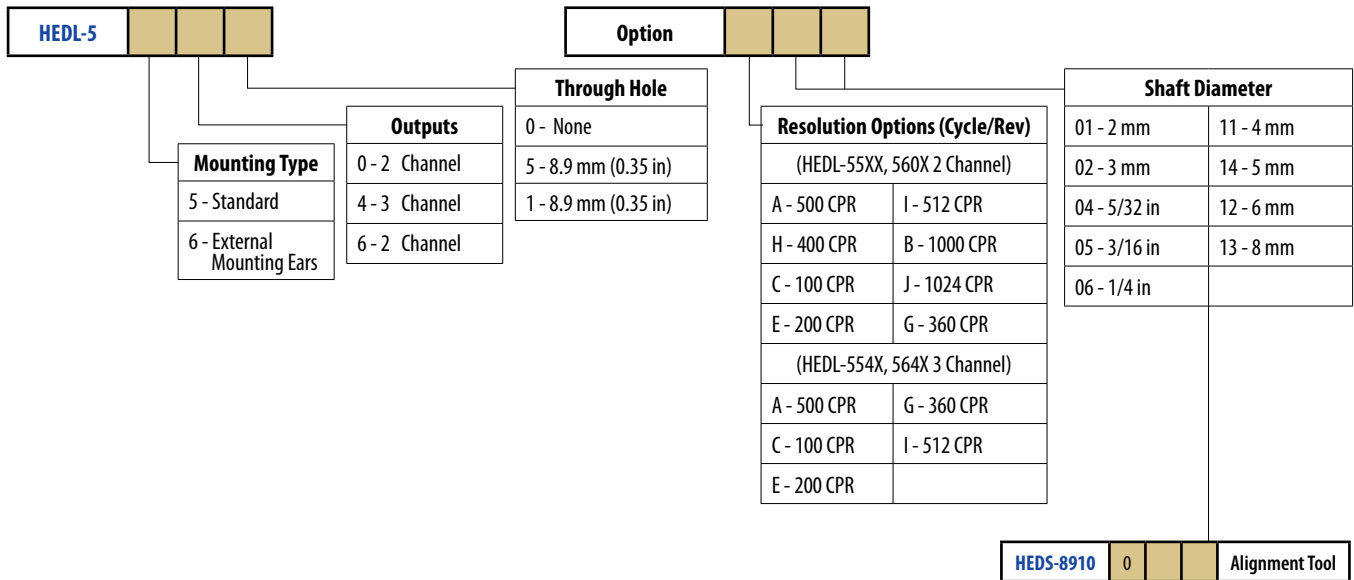 HEDL-5
Option
Through Hole
0 - None
5 - 8.9 mm (0.35 in)
1 - 8.9 mm (0.35 in)
Outputs
0 - 2 Channel
4 - 3 Channel
6 - 2 Channel
Mounting Type
5 - Standard
6 - External
Mounting Ears
Resolution Options (Cycle/Rev)
(HEDL-55XX, 560X 2 Channel)
A - 500 CPR I - 512 CPR
H - 400 CPR B - 1000 CPR
C - 100 CPR J - 1024 CPR
E - 200 CPR G - 360 CPR
(HEDL-554X, 564X 3 Channel)
A - 500 CPR G - 360 CPR
C - 100 CPR I - 512 CPR
E - 200 CPR
Shaft Diameter
01 - 2 mm 11 - 4 mm
02 - 3 mm 14 - 5 mm
04 - 5/32 in 12 - 6 mm
05 - 3/16 in 13 - 8 mm
06 - 1/4 in
HEDS-8910 0 Alignment Tool